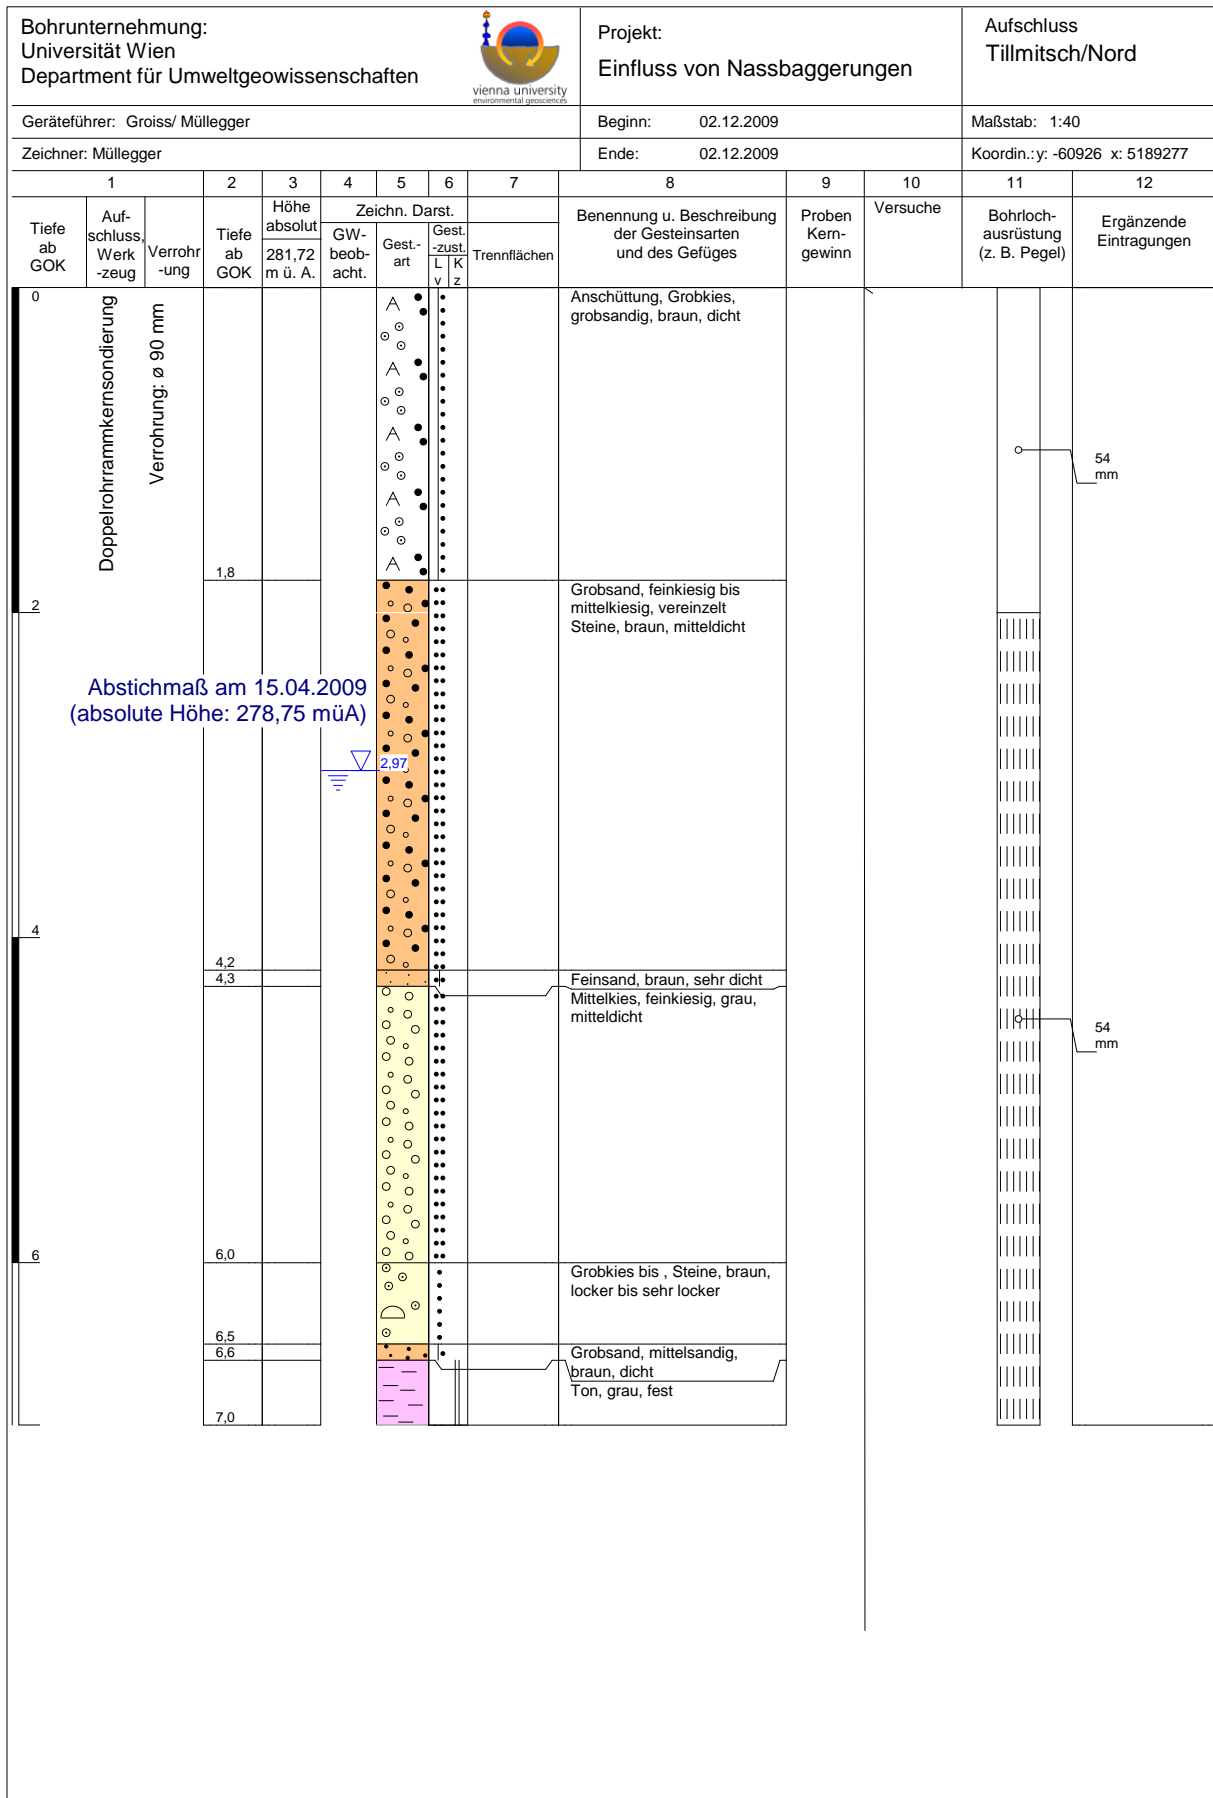 Bohrunternehmung:
Universität Wien
Department für Umweltgeowissenschaften
vienna university
environmental geosciences
Projekt:
Einfluss von Nassbaggerungen
Aufschluss
Tillmitsch/Nord
Geräteführer: Groiss/ Müllegger
Beginn: 02.12.2009
Maßstab: 1:40
Zeichner: Müllegger
Ende: 02.12.2009
Koordin.: y: -60926 x: 5189277
1 2 3 4 5 6 7 8 9 10 11 12
Tiefe
ab
GOK
Auf-
schluss,
Werk
-zeug
Verrohr
-ung
Tiefe
ab
GOK
Höhe
absolut
281,72
m ü. A.
Zeichn. Darst.
GW-
beob-
acht.
Gest.-
art
Gest.
-zust.
L K
v z
Trennflächen
Benennung u. Beschreibung
der Gesteinsarten
und des Gefüges
Proben
Kern-
gewinn
Versuche
Bohrloch-
ausrüstung
(z. B. Pegel)
Ergänzende
Eintragungen
0
Doppelrohrrammkernsondierung
Verrohrung: ø 90 mm
A
A
A
A
A
Anschüttung, Grobkies,
grobsandig, braun, dicht
54
mm
1,8
Grobsand, feinkiesig bis
mittelkiesig, vereinzelt
Steine, braun, mitteldicht
2
Abstichmaß am 15.04.2009
(absolute Höhe: 278,75 müA)
2,97
4
4,2
4,3
Feinsand, braun, sehr dicht
Mittelkies, feinkiesig, grau,
mitteldicht
54
mm
6
6,0
Grobkies bis , Steine, braun,
locker bis sehr locker
6,5
6,6
Grobsand, mittelsandig,
braun, dicht
Ton, grau, fest
7,0